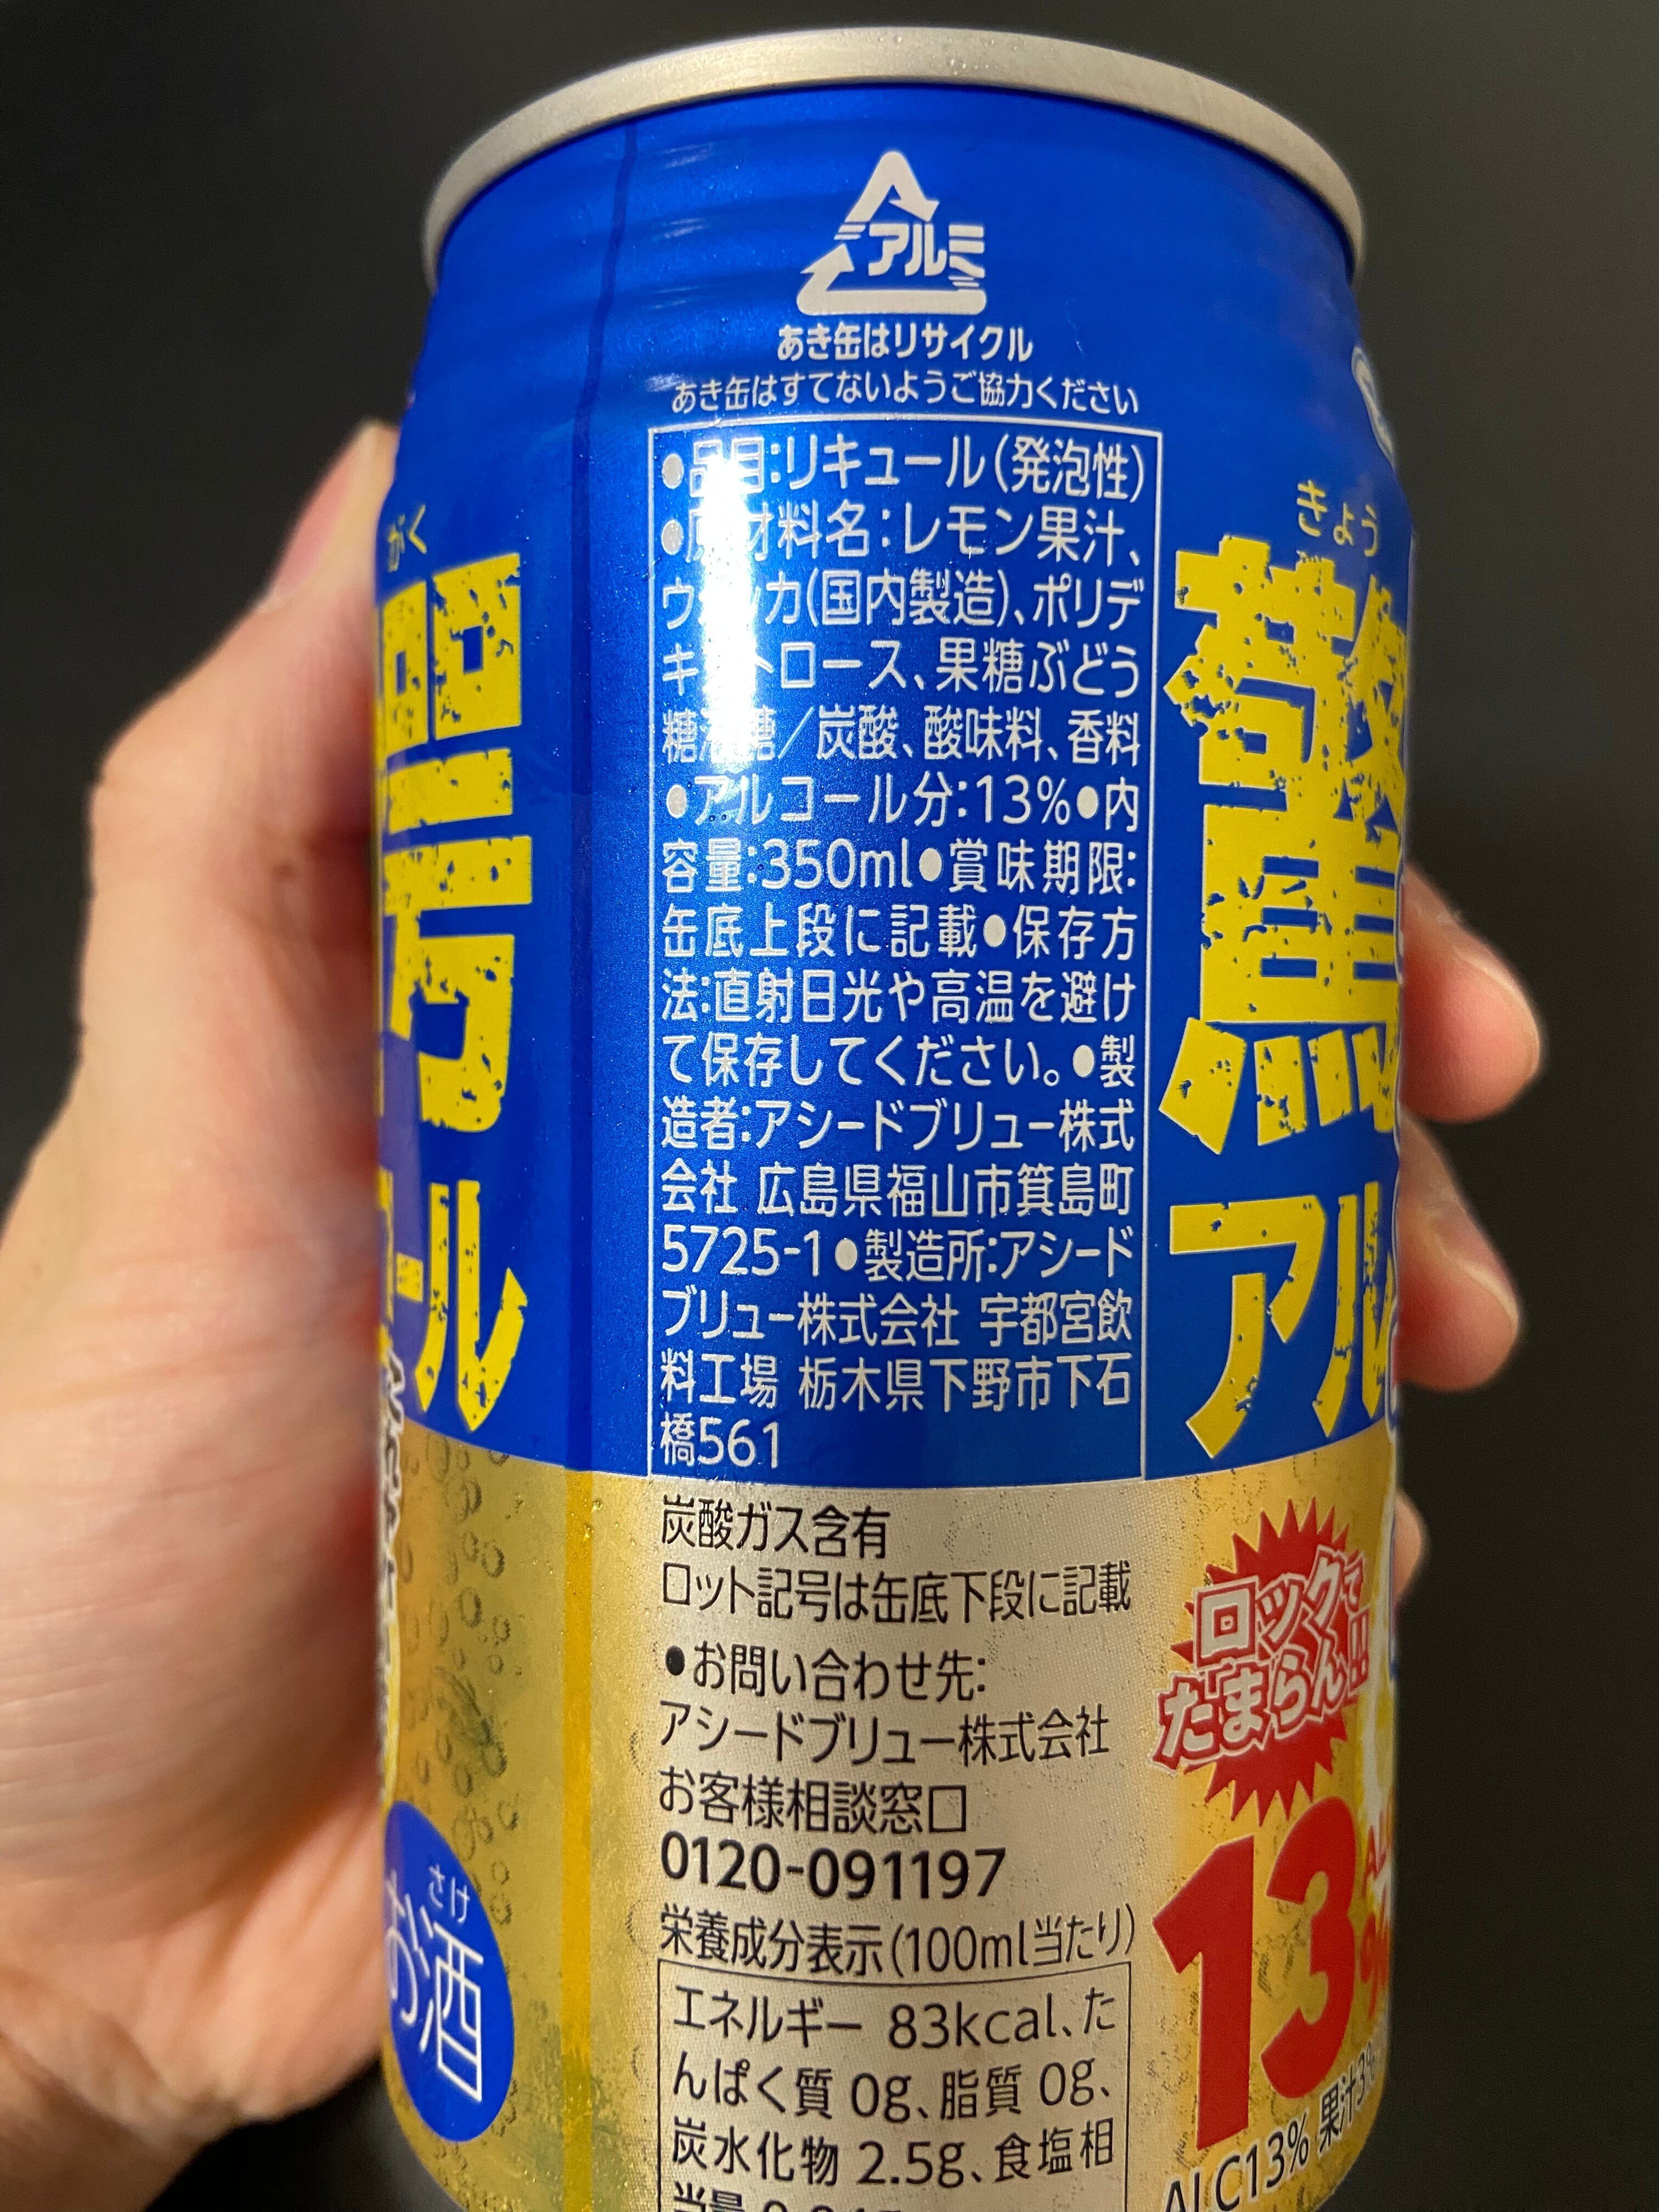 アルミ
あき缶はリサイクル
あき缶はすてないようご協力ください
●品目:リキュール(発泡性)
●原材料名:レモン果汁、
ウォッカ(国内製造)、ポリデ
キストロース、果糖ぶどう
糖液糖/炭酸、酸味料、香料
●アルコール分:13%●内
容量:350ml●賞味期限:
缶底上段に記載●保存方
法:直射日光や高温を避け
て保存してください。●製
造者:アシードブリュー株式
会社 広島県福山市箕島町
5725-1●製造所:アシード
ブリュー株式会社 宇都宮飲
料工場 栃木県下野市下石
橋561
炭酸ガス含有
ロット記号は缶底下段に記載
●お問い合わせ先:
アシードブリュー株式会社
お客様相談窓口
0120-091197
栄養成分表示(100ml当たり)
エネルギー 83kcal、た
んぱく質 0g、脂質 0g、
炭水化物 2.5g、食塩相
当量
がく
愕
ール
さけ
お酒
きょう
驚
アル
ロックで
たまらん!!
13%
ALC13% 果汁3%